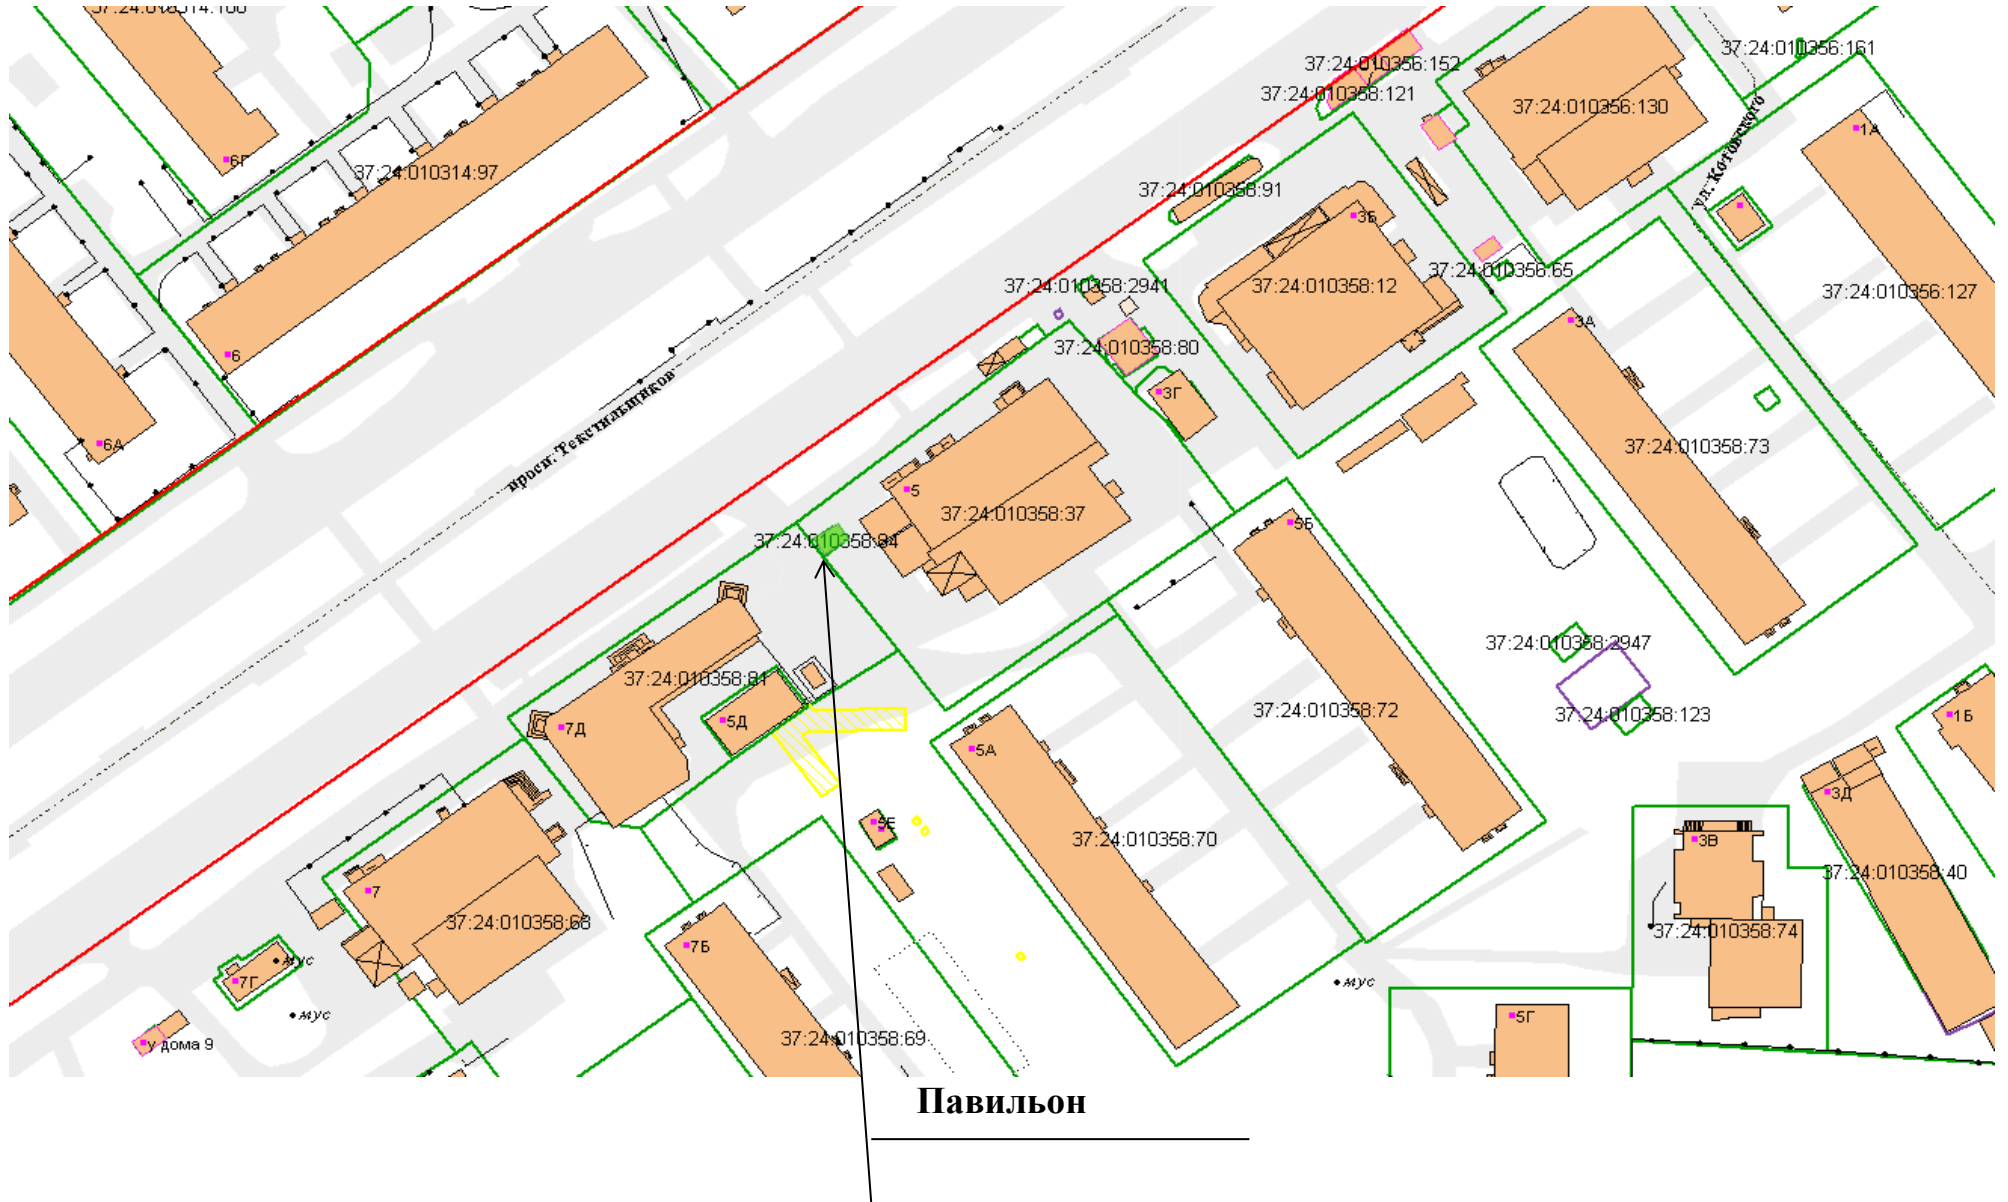 37:24:010314:100
37:24:010356:161
37:24:010356:152
37:24:010358:121
37:24:010356:130
1А
6Г
37:24:010314:97
ул. Котовского
37:24:010358:91
3Б
37:24:010356:65
37:24:010358:2941
37:24:010358:12
37:24:010356:127
3А
37:24:010358:80
6
3Г
просп. Текстильщиков
6А
37:24:010358:73
5
37:24:010358:37
5Б
37:24:010358:84
37:24:010358:2947
37:24:010358:81
5Д
7Д
37:24:010358:72
37:24:010358:123
1Б
5А
3Д
5Е
37:24:010358:70
3В
37:24:010358:40
7
37:24:010358:68
37:24:010358:74
7Б
мус
7Г
мус
мус
5Г
у дома 9
37:24:010358:69
Павильон